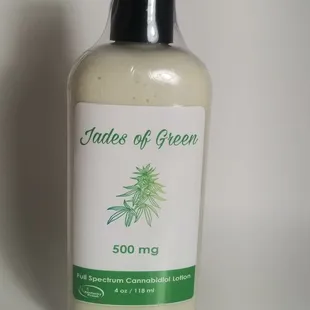 Jades of Green
500 mg
Full Spectrum Cannabidiol Lotion
4 oz / 118 ml